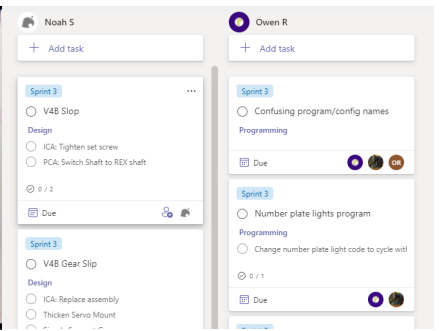 Noah S
+ Add task
Sprint 3
V4B Slop
Design
ICA: Tighten set screw
PCA: Switch Shaft to REX shaft
0 / 2
Due
Sprint 3
V4B Gear Slip
Design
ICA: Replace assembly
Thicken Servo Mount
Owen R
+ Add task
Sprint 3
Confusing program/config names
Programming
Due
OR
Sprint 3
Number plate lights program
Programming
Change number plate light code to cycle with
0 / 1
Due